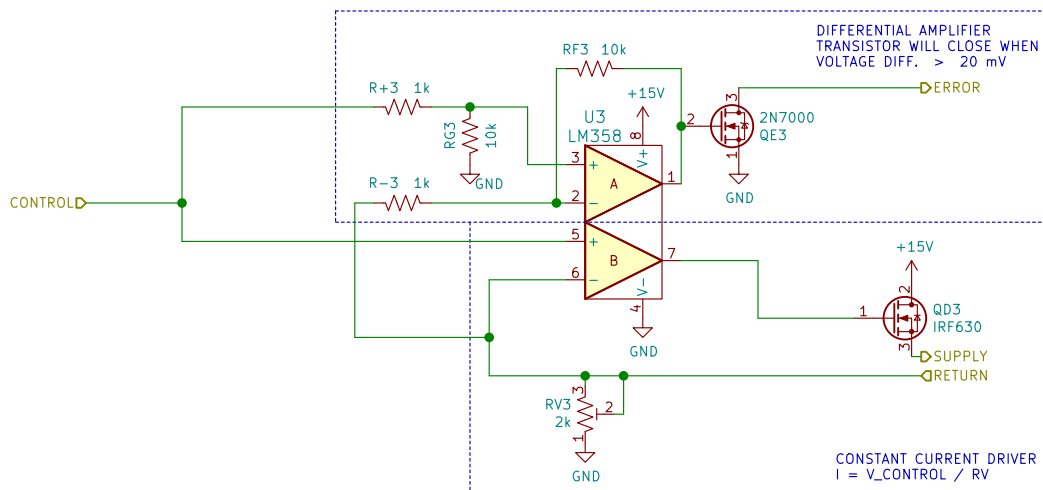 DIFFERENTIAL AMPLIFIER
TRANSISTOR WILL CLOSE WHEN
VOLTAGE DIFF. > 20 mV
RF3 10k
R+3 1k
+15V
3
ERROR
U3
LM358
2
2N7000
QE3
RG3
10k
8
V+
1
3
+
A
1
GND
GND
R-3 1k
2
−
CONTROL
5
+
B
7
6
−
V-
4
GND
+15V
2
1
QD3
IRF630
3
SUPPLY
RETURN
3
RV3
2k
2
1
GND
CONSTANT CURRENT DRIVER
I = V_CONTROL / RV